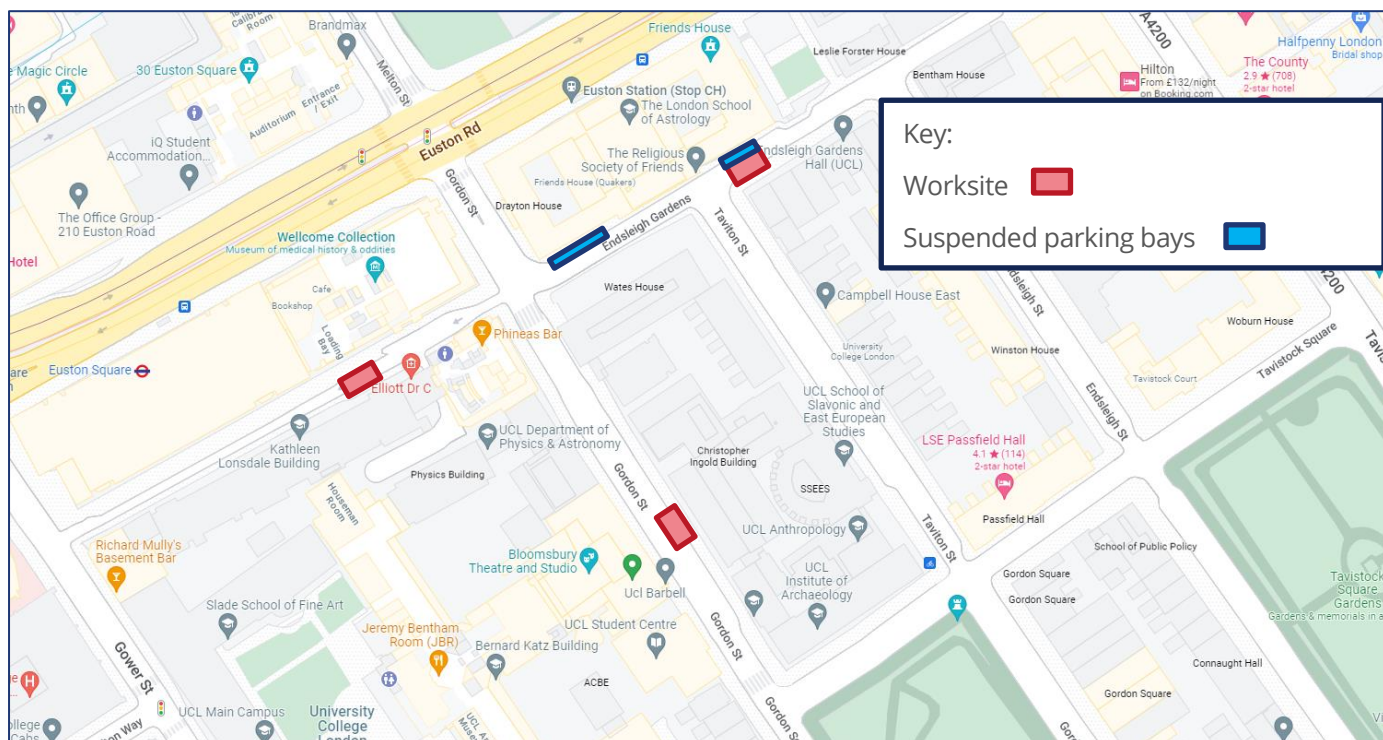 Brandmax
Calibra
Room
e Magic Circle
30 Euston Square
Melton St
Auditorium
Entrance
/ Exit
nth
iQ Student
Accommodation...
The Office Group -
210 Euston Road
Hotel
Euston Rd
Friends House
Euston Station (Stop CH)
The London School
of Astrology
The Religious
Society of Friends
Friends House (Quakers)
Drayton House
Leslie Forster House
Bentham House
A4200
Hilton
From £132/night
on Booking.com
The County
2.9 ★ (708)
2-star hotel
Halfpenny London
Bridal shop
Endsleigh Gardens
Hall (UCL)
Key:
Worksite
Suspended parking bays
Gordon St
Wellcome Collection
Museum of medical history & oddities
Cafe
Bookshop
Loading
Bay
Endsleigh Gardens
Taviton St
Wates House
Campbell House East
University
College London
Winston House
Endsleigh St
4200
Woburn House
Tavistock Square
Tavistock Court
Endsleigh St
are
Euston Square
Phineas Bar
Elliott Dr C
Kathleen
Lonsdale Building
UCL Department of
Physics & Astronomy
Physics Building
Houseman
Room
Gordon St
Christopher
Ingold Building
UCL School of
Slavonic and
East European
Studies
SSEES
LSE Passfield Hall
4.1 ★ (114)
2-star hotel
Passfield Hall
UCL Anthropology
Taviton St
UCL
Institute of
Archaeology
School of Public Policy
Gordon Square
Gordon Square
Tavistock
Square
Gardens
Gardens & memorials in a
Richard Mully's
Basement Bar
Slade School of Fine Art
Bloomsbury
Theatre and Studio
Ucl Barbell
UCL Student Centre
Jeremy Bentham
Room (JBR)
Bernard Katz Building
ACBE
Gordon St
Gower St
UCL Main Campus
University
College
London
UCL
Connaught Hall
Gordon Square
ollege
Cahs
on Way